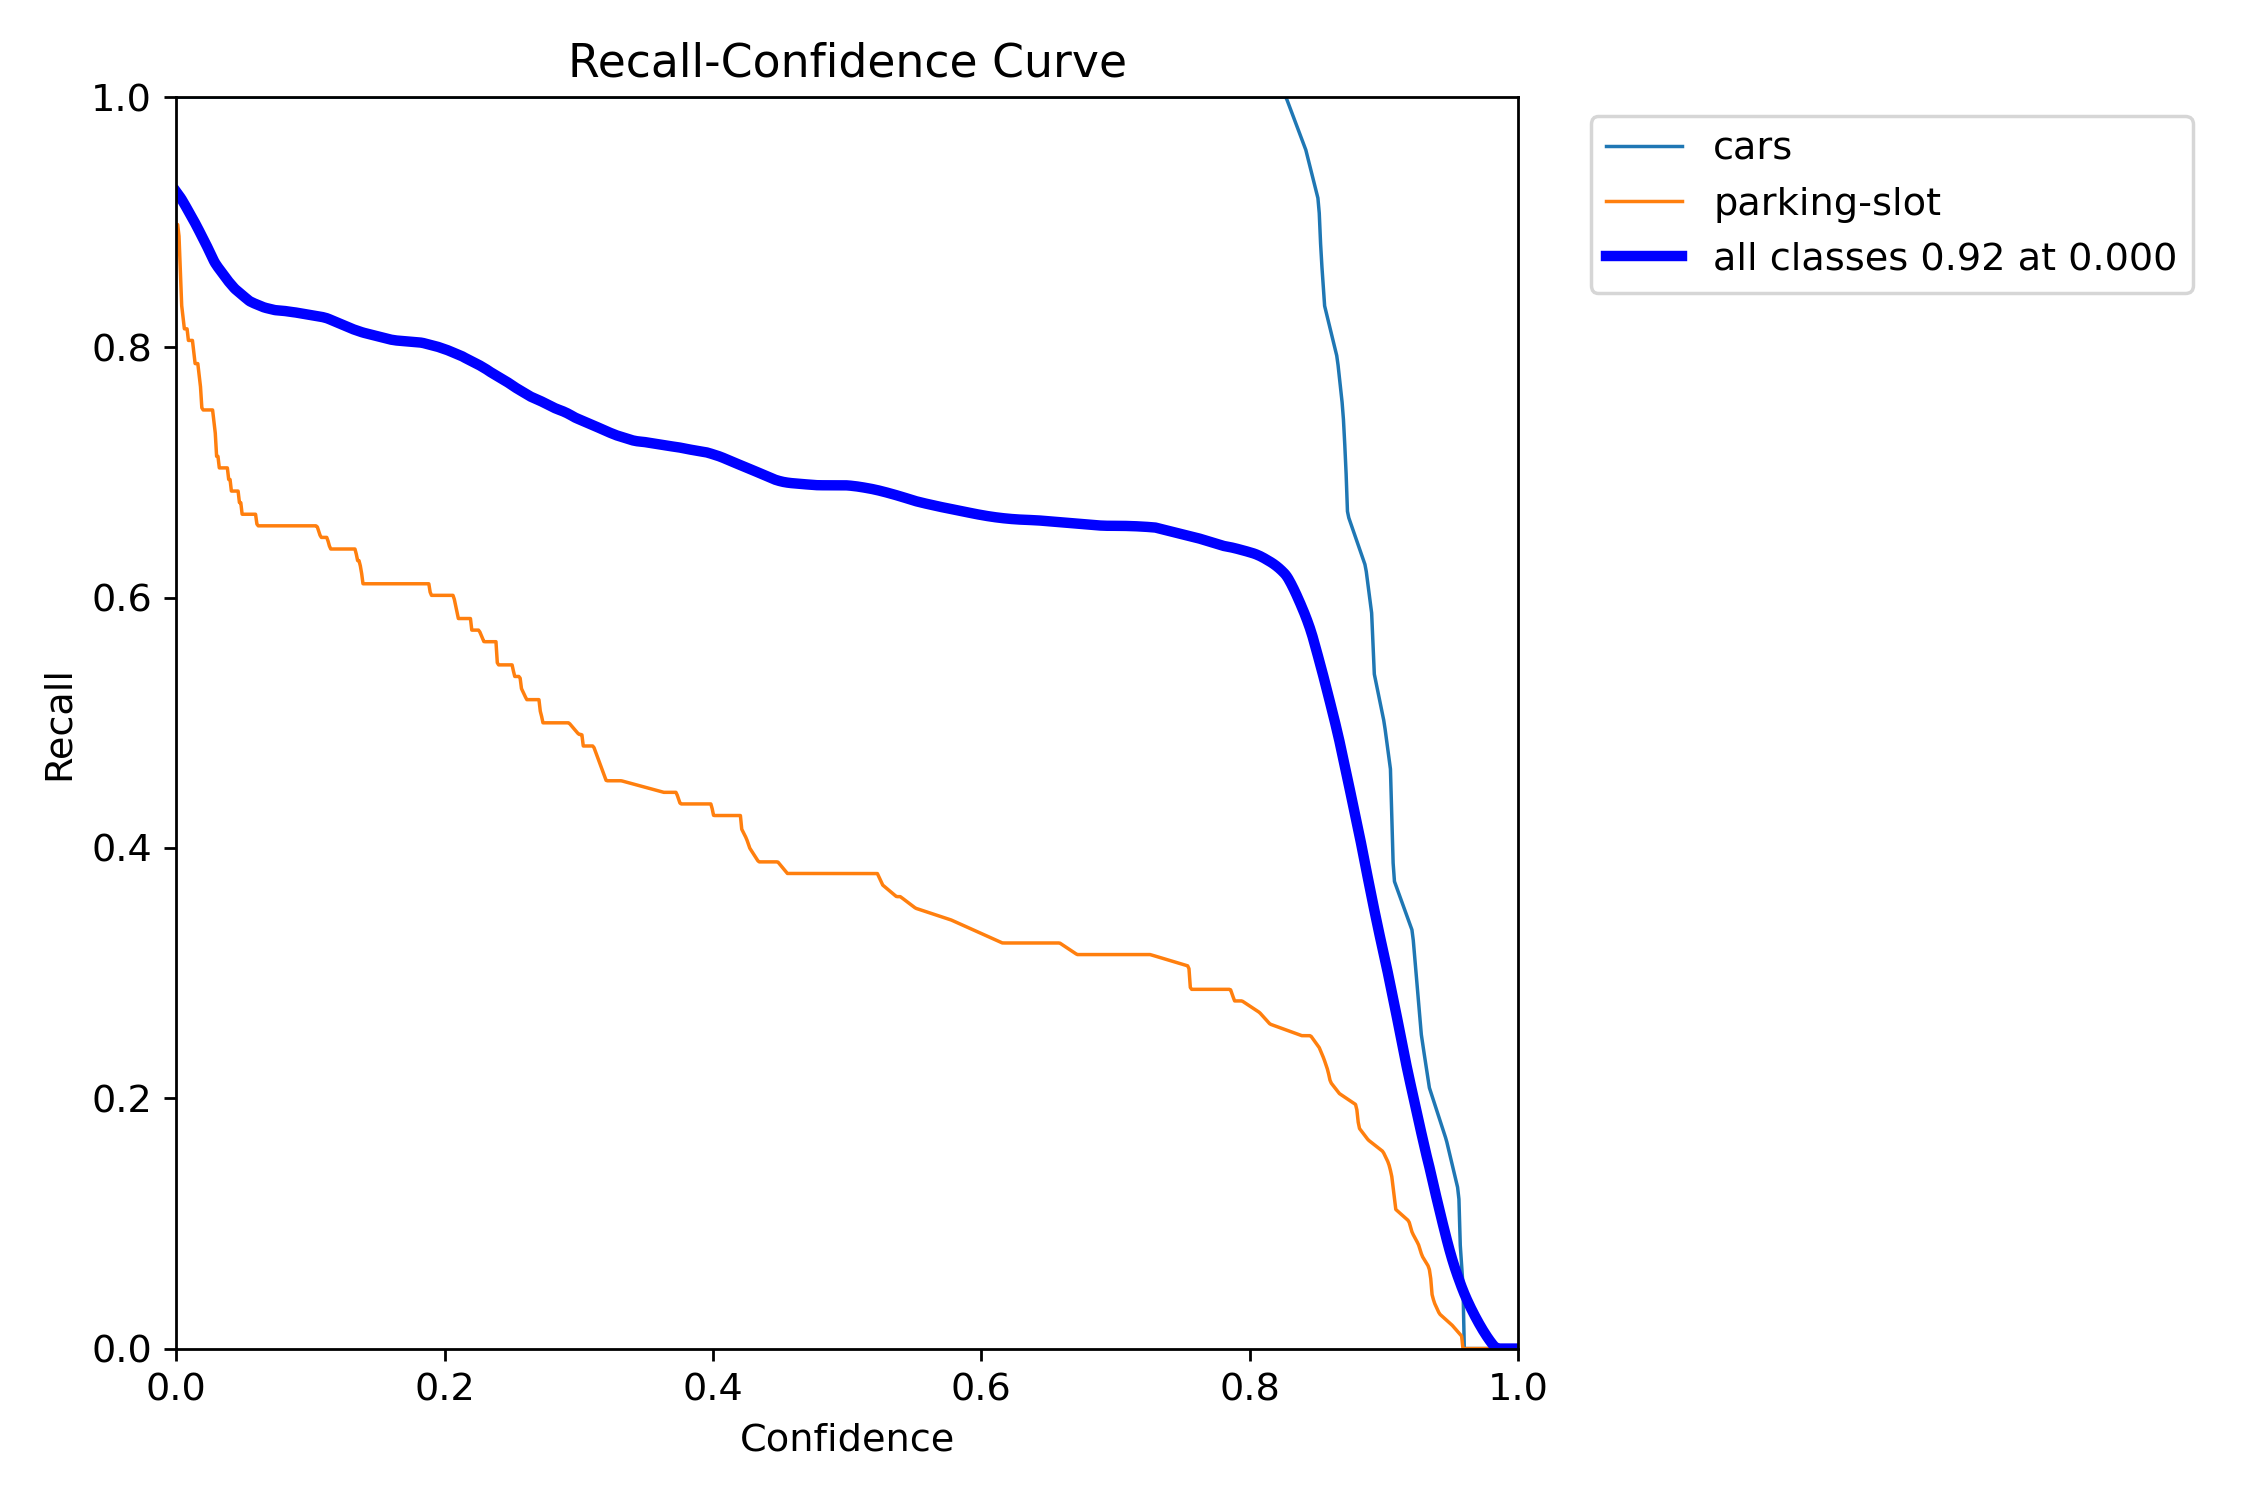 Recall-Confidence Curve
1.0
0.8
0.6
0.4
0.2
0.0
Recall
0.0 0.2 0.4 0.6 0.8 1.0
Confidence
cars
parking-slot
all classes 0.92 at 0.000